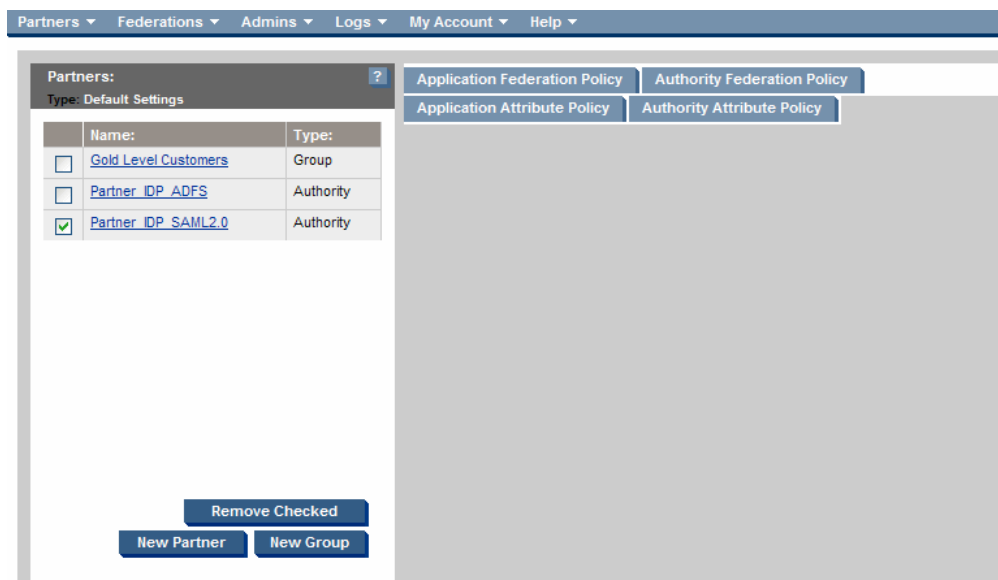 Partners Federations Admins Logs My Account Help
Partners: ?
Type: Default Settings
Name: Type:
Gold Level Customers Group
Partner_IDP_ADFS Authority
Partner_IDP_SAML2.0 Authority
Remove Checked
New Partner New Group
Application Federation Policy Authority Federation Policy
Application Attribute Policy Authority Attribute Policy